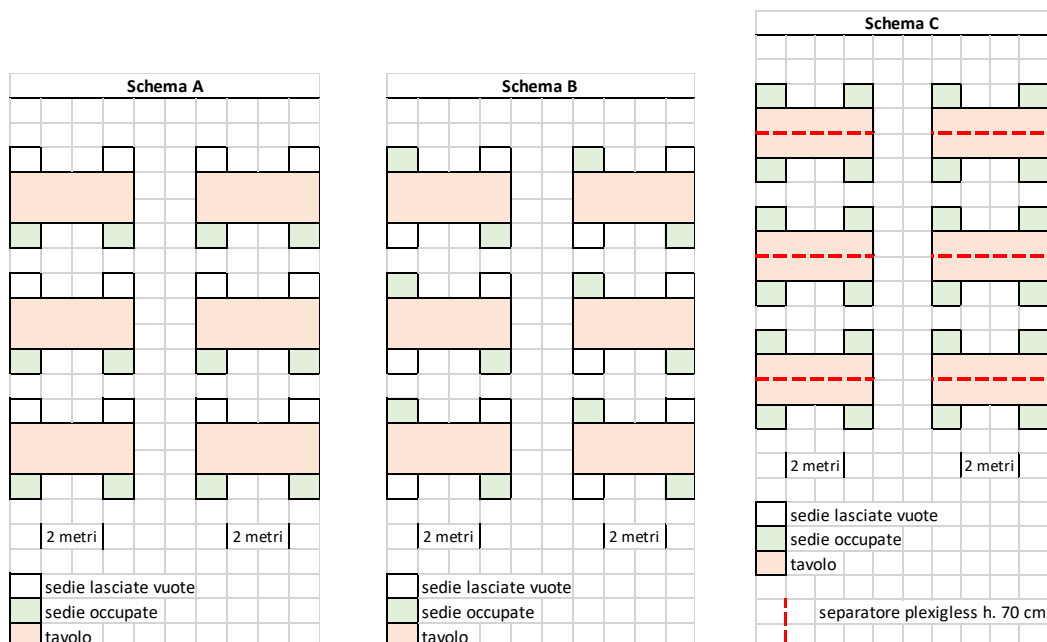 Schema A
2 metri
2 metri
sedie lasciate vuote
sedie occupate
tavolo
Schema B
2 metri
2 metri
sedie lasciate vuote
sedie occupate
tavolo
Schema C
2 metri
2 metri
sedie lasciate vuote
sedie occupate
tavolo
separatore plexigless h. 70 cm